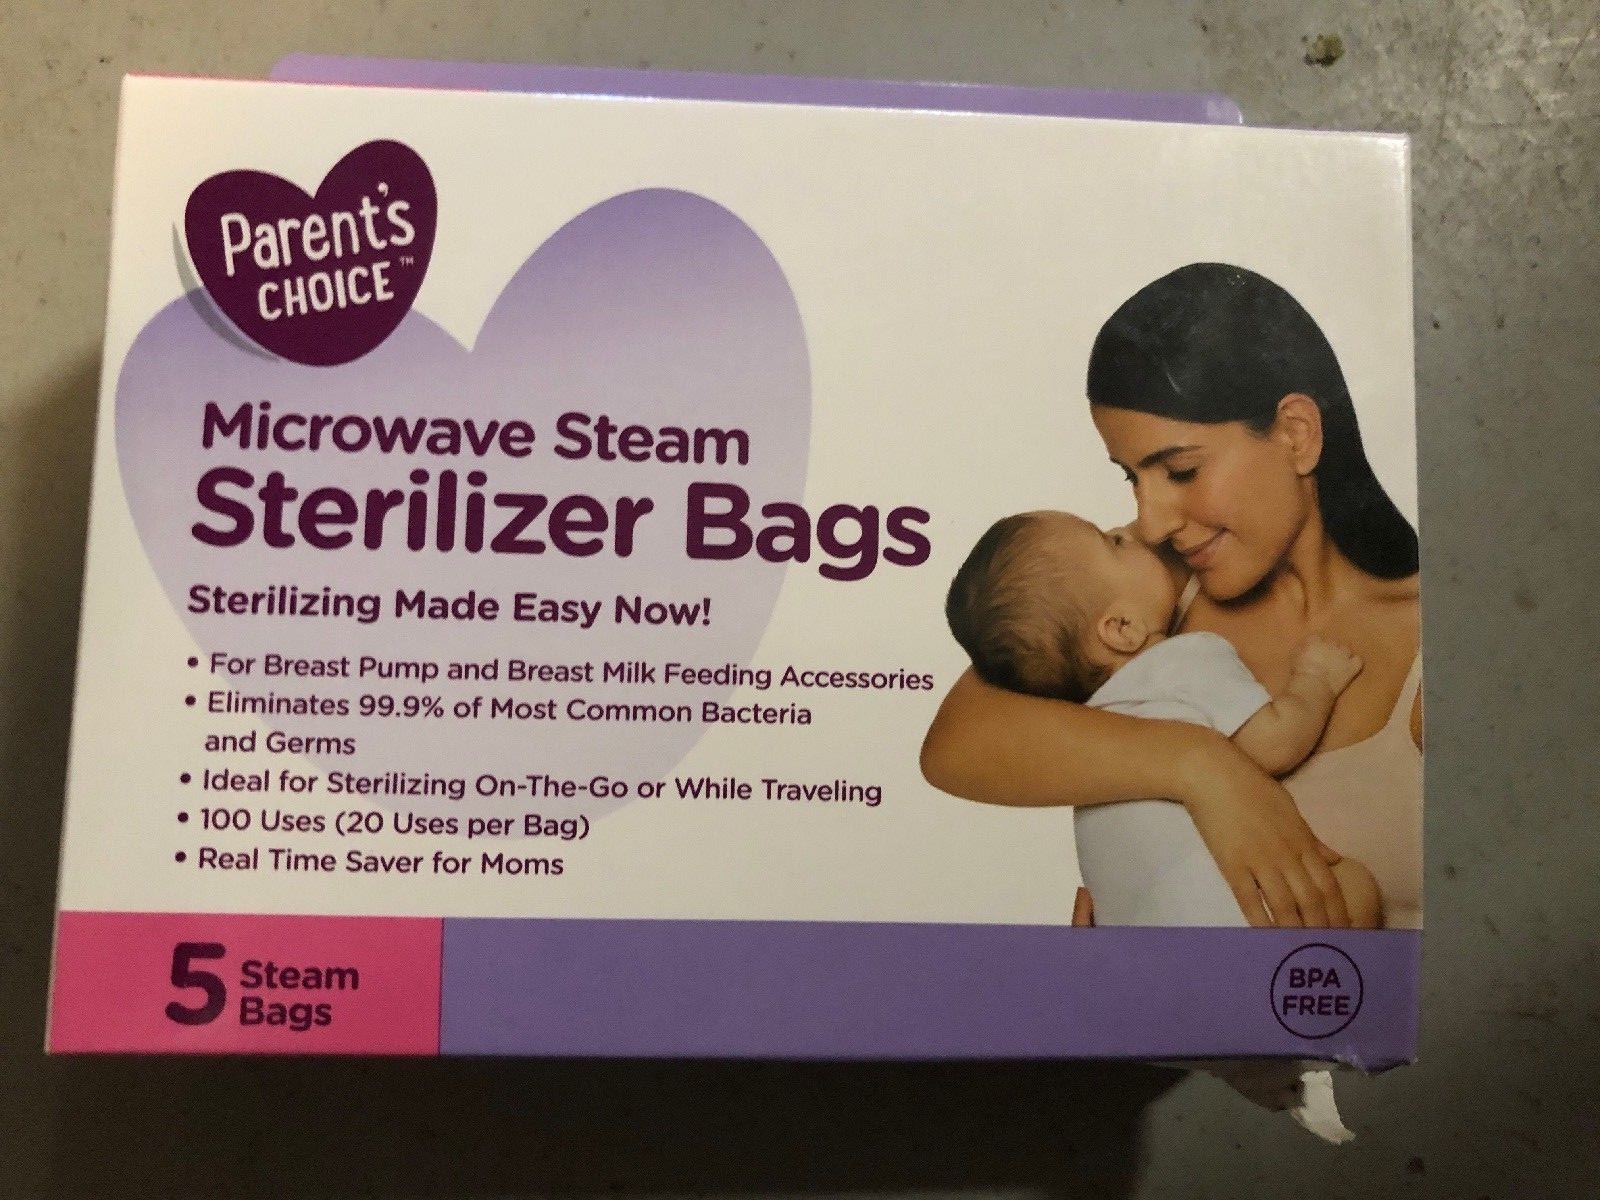 Parent's
CHOICE™
Microwave Steam
Sterilizer Bags
Sterilizing Made Easy Now!
• For Breast Pump and Breast Milk Feeding Accessories
• Eliminates 99.9% of Most Common Bacteria
and Germs
• Ideal for Sterilizing On-The-Go or While Traveling
• 100 Uses (20 Uses per Bag)
• Real Time Saver for Moms
5 Steam
Bags
BPA
FREE